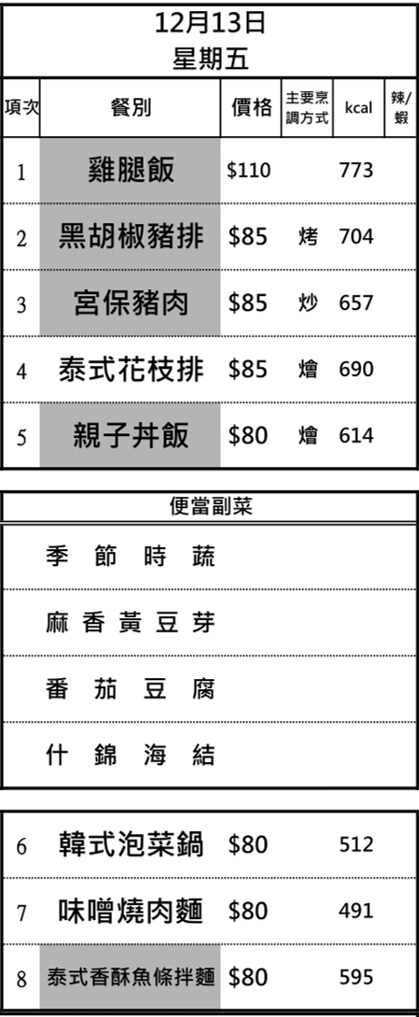 12月13日
星期五
項次 餐別 價格 主要烹調方式 kcal 辣/蝦
1 雞腿飯 $110 773
2 黑胡椒豬排 $85 烤 704
3 宮保豬肉 $85 炒 657
4 泰式花枝排 $85 燴 690
5 親子丼飯 $80 燴 614
便當副菜
季節時蔬
麻香黃豆芽
番茄豆腐
什錦海結
6 韓式泡菜鍋 $80 512
7 味噌燒肉麵 $80 491
8 泰式香酥魚條拌麵 $80 595